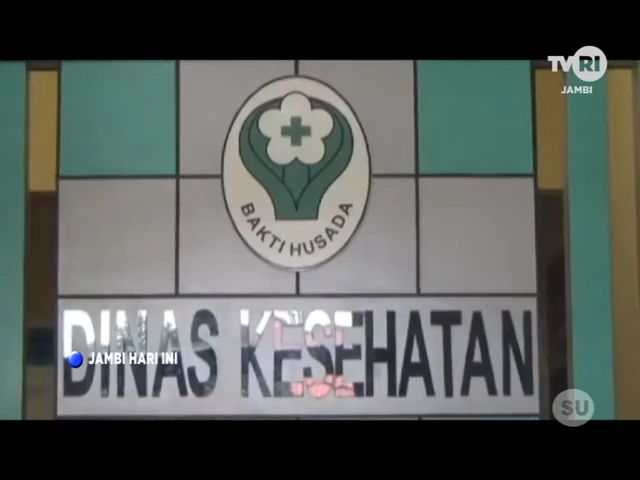 TVRI
JAMBI
BAKTI HUSADA
DINAS KESEHATAN
JAMBI HARI INI
SU